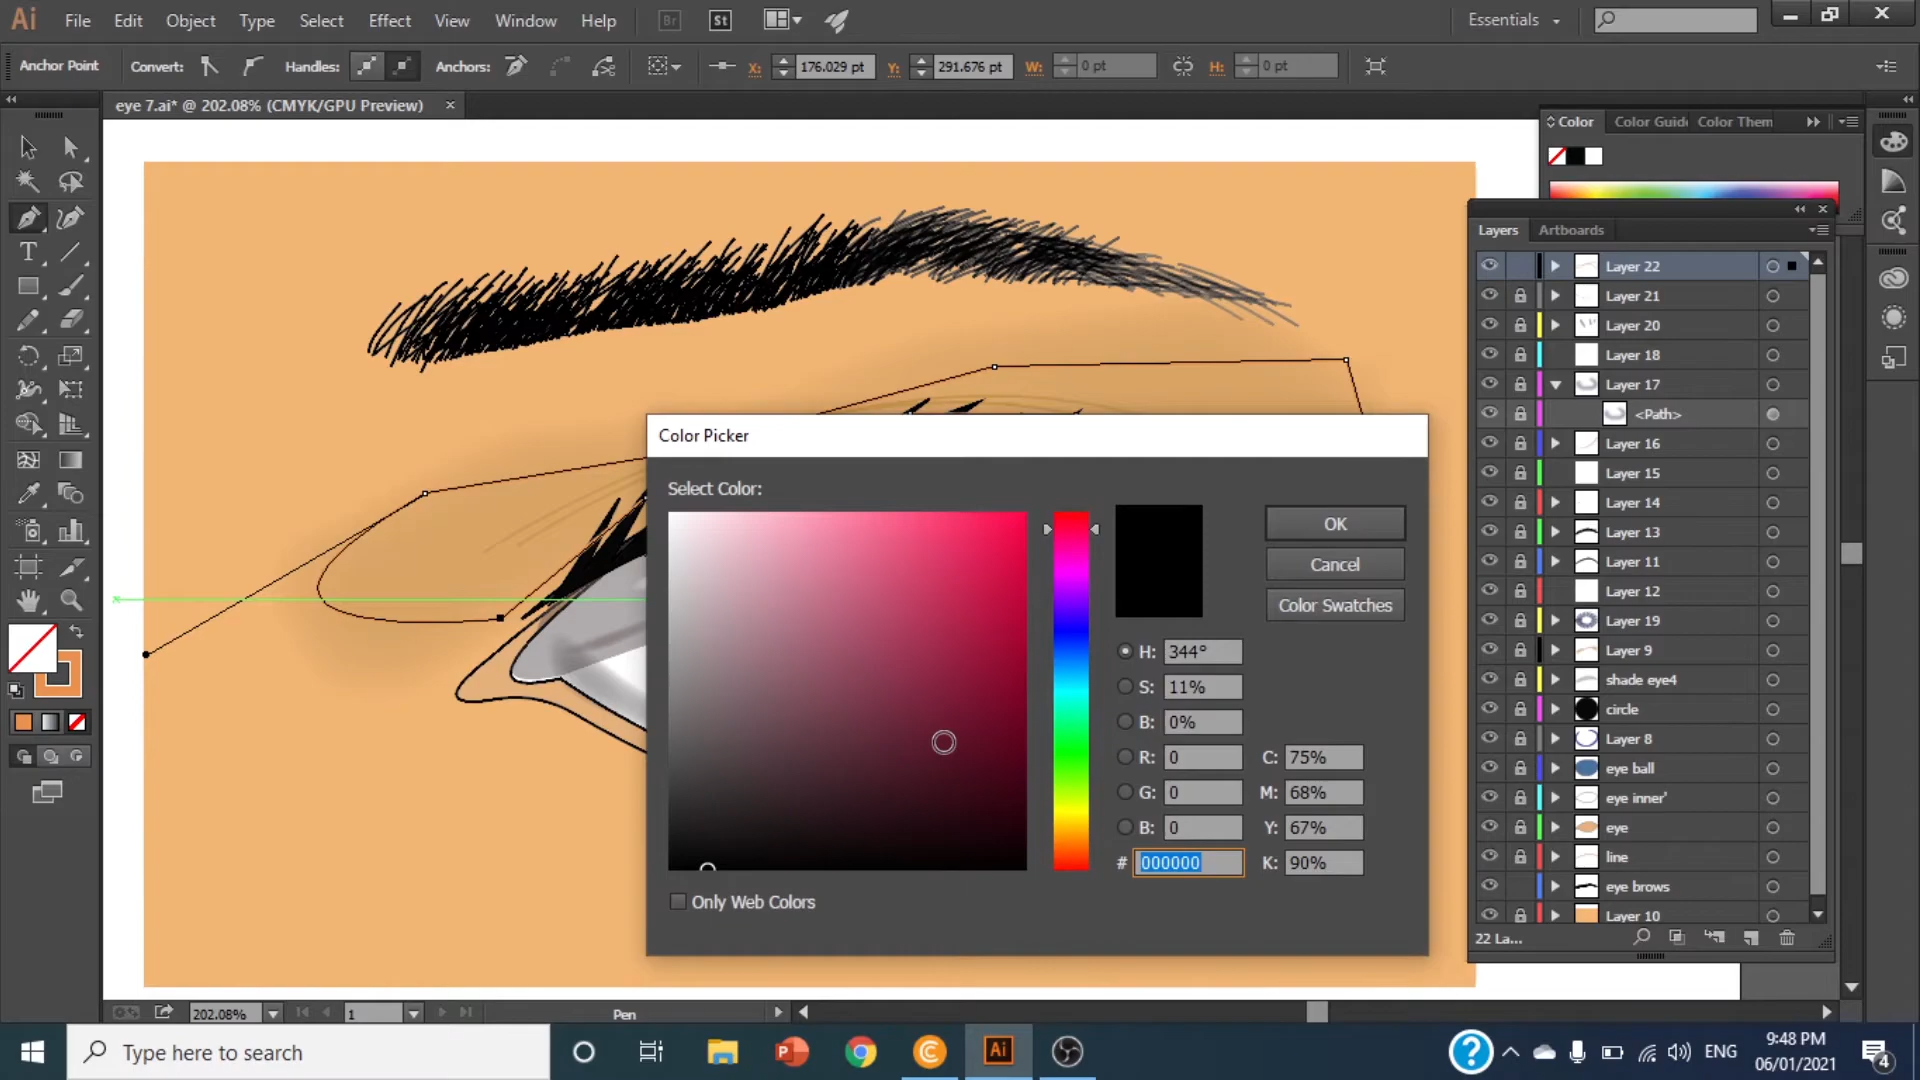 Ai File Edit Object Type Select Effect View Window Help Br St Essentials
Anchor Point Convert: Handles: Anchors: X: 176.029 pt Y: 291.676 pt W: 0 pt H: 0 pt
eye 7.ai* @ 202.08% (CMYK/GPU Preview)
Color Color Guid Color Them
Layers Artboards
Layer 22
Layer 21
Layer 20
Layer 18
Layer 17
<Path>
Layer 16
Layer 15
Layer 14
Layer 13
Layer 11
Layer 12
Layer 19
Layer 9
shade eye4
circle
Layer 8
eye ball
eye inner'
eye
line
eye brows
Layer 10
22 La...
Color Picker
Select Color:
OK
Cancel
Color Swatches
H: 344°
S: 11%
B: 0%
R: 0 C: 75%
G: 0 M: 68%
B: 0 Y: 67%
# 000000 K: 90%
Only Web Colors
202.08% 1 Pen
Type here to search
Ai
ENG
9:48 PM
06/01/2021
4